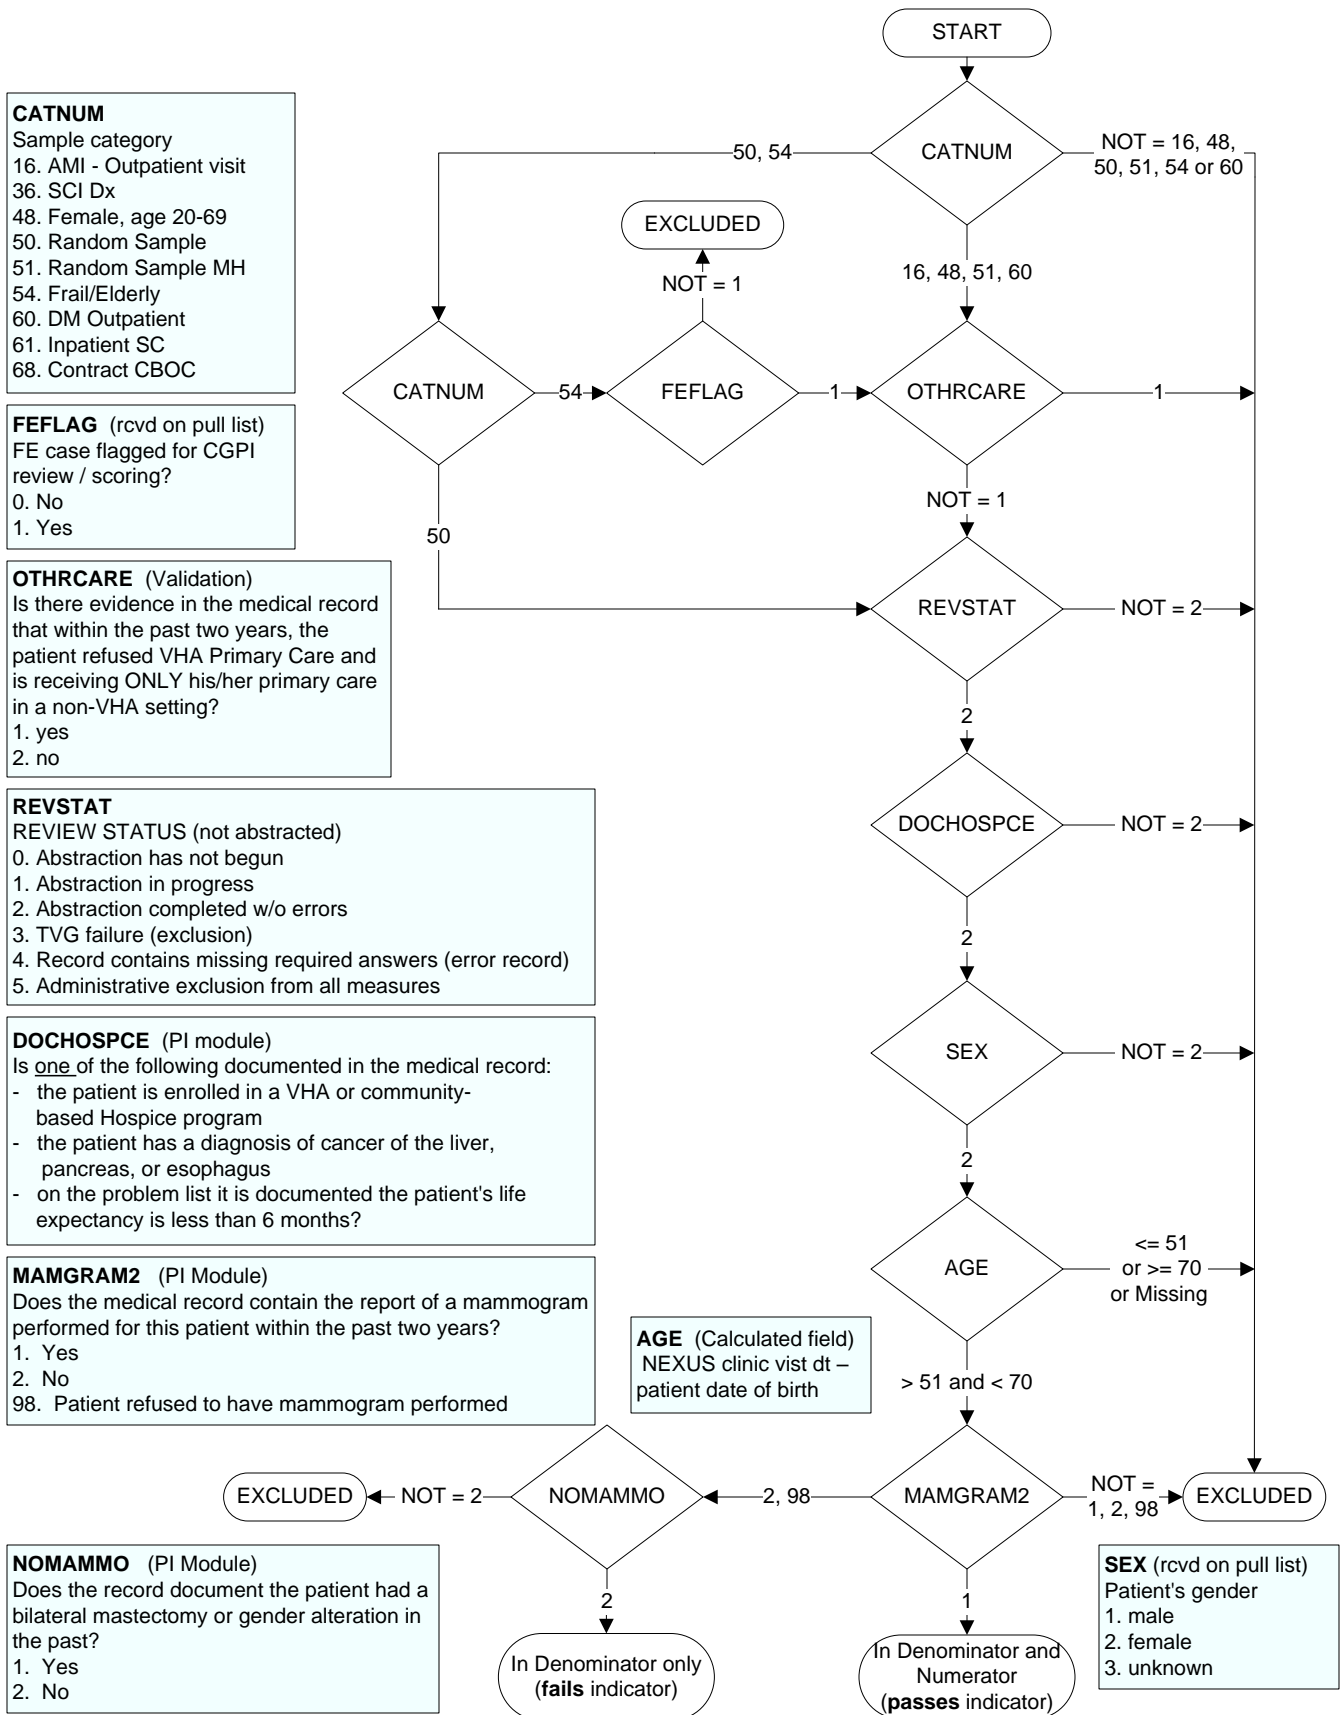 START
CATNUM
NOT = 16, 48,
50, 51, 54 or 60
50, 54
16, 48, 51, 60
EXCLUDED
NOT = 1
CATNUM
54
FEFLAG
1
OTHRCARE
1
NOT = 1
50
REVSTAT
NOT = 2
2
DOCHOSPCE
NOT = 2
2
SEX
NOT = 2
2
AGE
<= 51
or >= 70
or Missing
> 51 and < 70
EXCLUDED
NOT = 2
NOMAMMO
2, 98
MAMGRAM2
NOT =
1, 2, 98
EXCLUDED
2
1
In Denominator only
(fails indicator)
In Denominator and
Numerator
(passes indicator)
CATNUM
Sample category
16. AMI - Outpatient visit
36. SCI Dx
48. Female, age 20-69
50. Random Sample
51. Random Sample MH
54. Frail/Elderly
60. DM Outpatient
61. Inpatient SC
68. Contract CBOC
FEFLAG (rcvd on pull list)
FE case flagged for CGPI
review / scoring?
0. No
1. Yes
OTHRCARE (Validation)
Is there evidence in the medical record
that within the past two years, the
patient refused VHA Primary Care and
is receiving ONLY his/her primary care
in a non-VHA setting?
1. yes
2. no
REVSTAT
REVIEW STATUS (not abstracted)
0. Abstraction has not begun
1. Abstraction in progress
2. Abstraction completed w/o errors
3. TVG failure (exclusion)
4. Record contains missing required answers (error record)
5. Administrative exclusion from all measures
DOCHOSPCE (PI module)
Is one of the following documented in the medical record:
- the patient is enrolled in a VHA or community-
based Hospice program
- the patient has a diagnosis of cancer of the liver,
pancreas, or esophagus
- on the problem list it is documented the patient's life
expectancy is less than 6 months?
MAMGRAM2 (PI Module)
Does the medical record contain the report of a mammogram
performed for this patient within the past two years?
1. Yes
2. No
98. Patient refused to have mammogram performed
AGE (Calculated field)
NEXUS clinic vist dt –
patient date of birth
NOMAMMO (PI Module)
Does the record document the patient had a
bilateral mastectomy or gender alteration in
the past?
1. Yes
2. No
SEX (rcvd on pull list)
Patient's gender
1. male
2. female
3. unknown